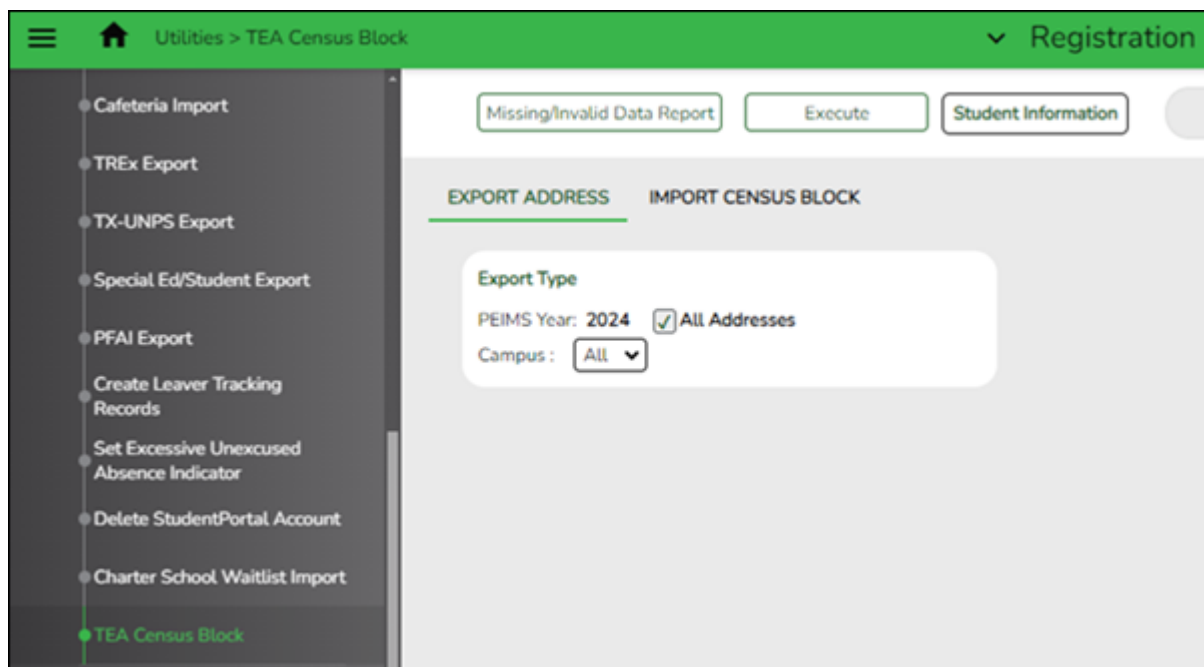 Utilities > TEA Census Block
Registration
Cafeteria Import
TREx Export
TX-UNPS Export
Special Ed/Student Export
PFAI Export
Create Leaver Tracking
Records
Set Excessive Unexcused
Absence Indicator
Delete StudentPortal Account
Charter School Waitlist Import
TEA Census Block
Missing/Invalid Data Report
Execute
Student Information
EXPORT ADDRESS
IMPORT CENSUS BLOCK
Export Type
PEIMS Year: 2024 All Addresses
Campus : All